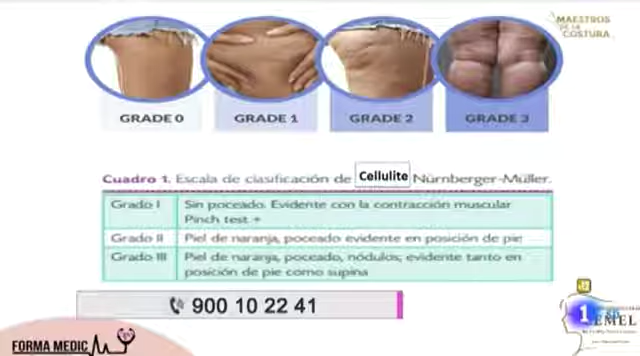 MAESTROS
DE LA
COSTURA
GRADE 0
GRADE 1
GRADE 2
GRADE 3
Cuadro 1. Escala de clasificación de Cellulite Nürnberger-Müller.
Grado I
Sin poceado. Evidente con la contracción muscular
Pinch test +
Grado II
Piel de naranja, poceado evidente en posición de pie
Grado III
Piel de naranja, poceado, nódulos; evidente tanto en
posición de pie como supina
900 10 22 41
12
1
EMEL
FORMA MEDIC